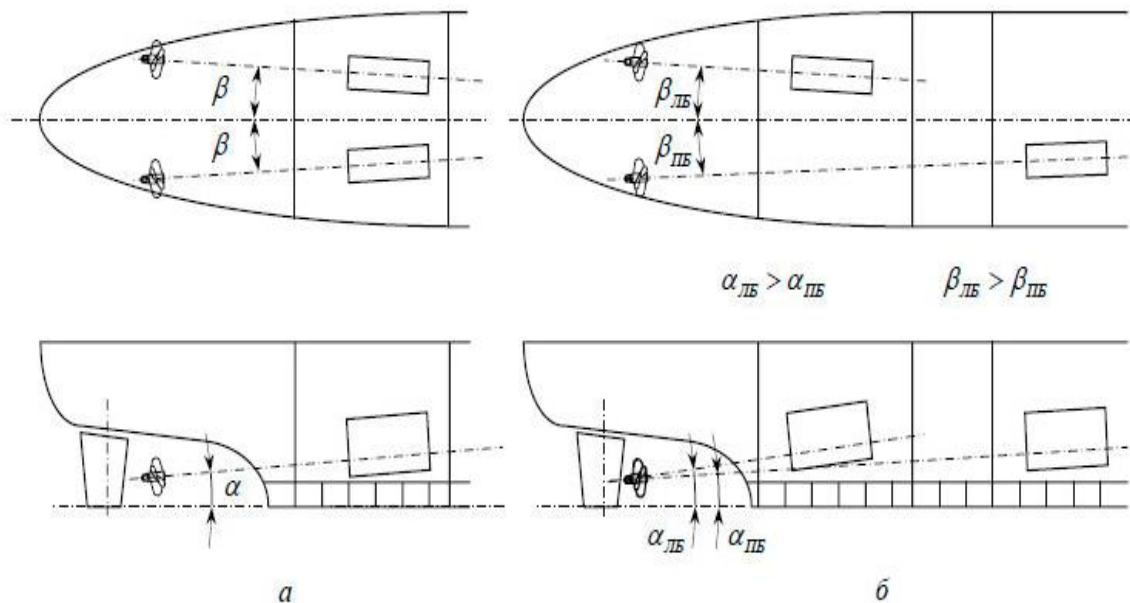 β
β
β_ЛБ
β_ПБ
α_ЛБ > α_ПБ
β_ЛБ > β_ПБ
α
α_ЛБ
α_ПБ
а
б